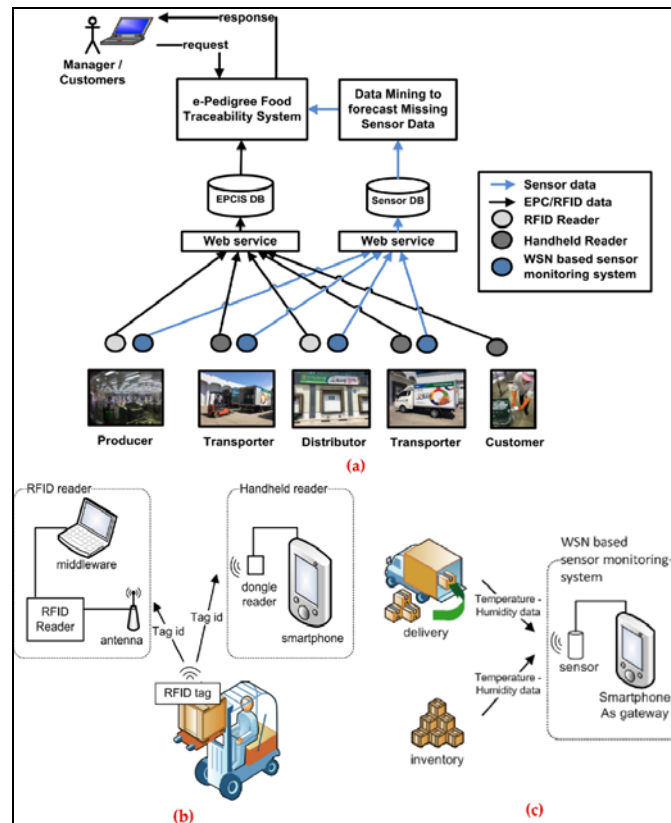 response
request
Manager /
Customers
e-Pedigree Food
Traceability System
Data Mining to
forecast Missing
Sensor Data
EPCIS DB
Sensor DB
Web service
Web service
Sensor data
EPC/RFID data
RFID Reader
Handheld Reader
WSN based sensor
monitoring system
Producer
Transporter
Distributor
Transporter
Customer
(a)
RFID reader
middleware
RFID
Reader
antenna
Tag id
Tag id
RFID tag
Handheld reader
dongle
reader
smartphone
(b)
delivery
inventory
Temperature -
Humidity data
Temperature -
Humidity data
WSN based
sensor monitoring-
system
sensor
Smartphone
As gateway
(c)